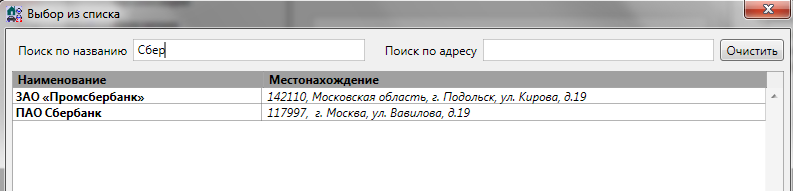 Выбор из списка
Поиск по названию Сбер Поиск по адресу Очистить
Наименование Местонахождение
ЗАО «Промсбербанк» 142110, Московская область, г. Подольск, ул. Кирова, д.19
ПАО Сбербанк 117997, г. Москва, ул. Вавилова, д.19